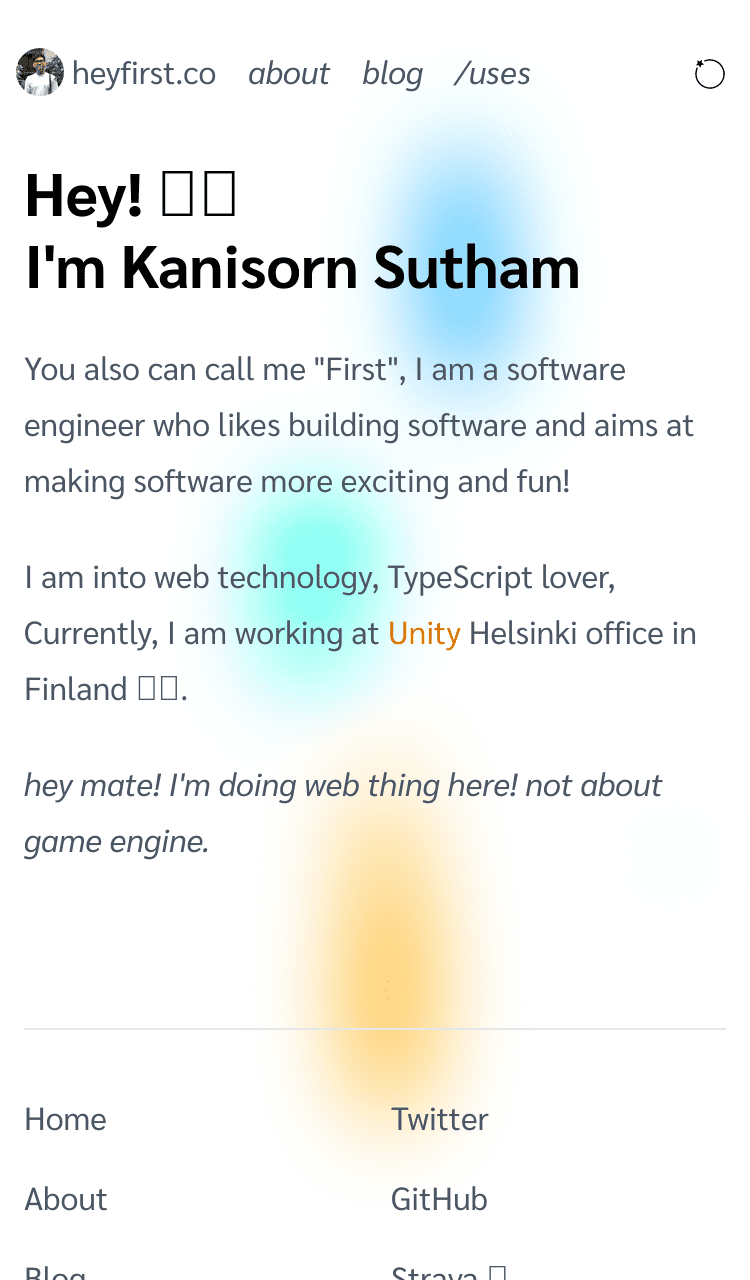 heyfirst.co about blog /uses
Hey! 
I'm Kanisorn Sutham
You also can call me "First", I am a software
engineer who likes building software and aims at
making software more exciting and fun!
I am into web technology, TypeScript lover,
Currently, I am working at Unity Helsinki office in
Finland .
hey mate! I'm doing web thing here! not about
game engine.
Home
Twitter
About
GitHub
Blog
Strava